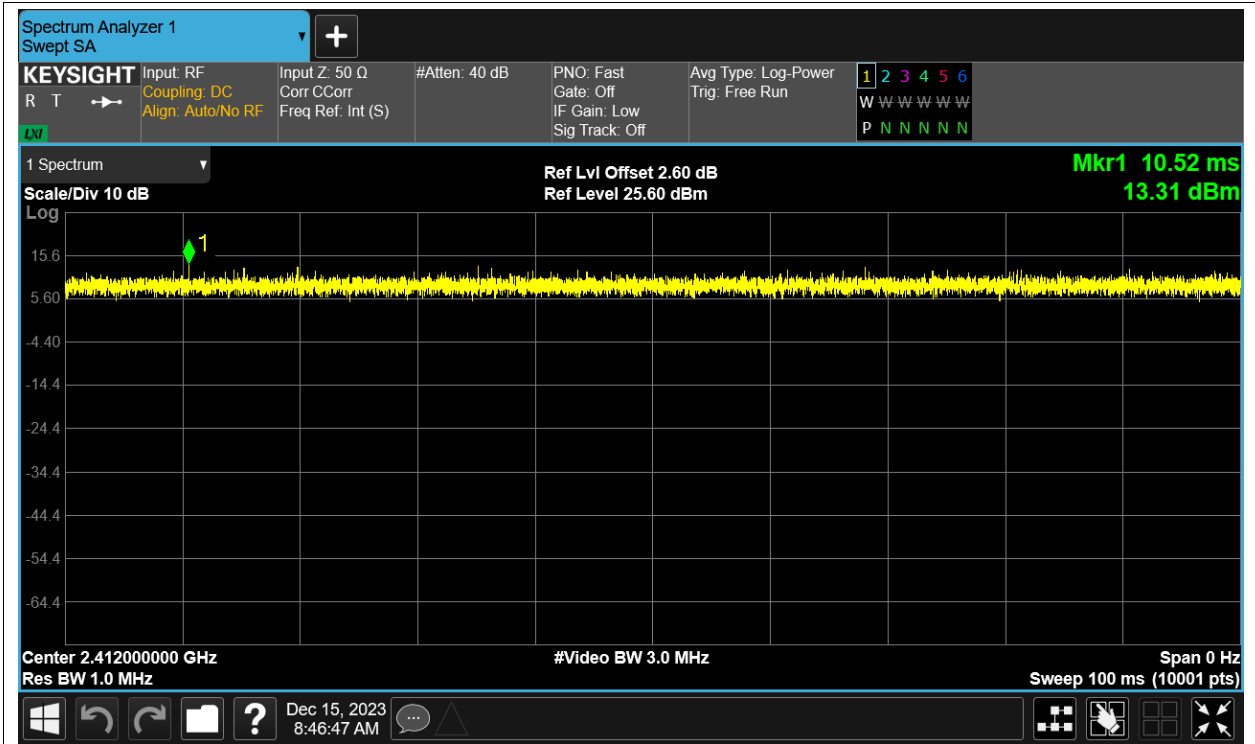 Spectrum Analyzer 1
Swept SA
KEYSIGHT
R T
LXI
Input: RF
Coupling: DC
Align: Auto/No RF
Input Z: 50 Ω
Corr CCorr
Freq Ref: Int (S)
#Atten: 40 dB
PNO: Fast
Gate: Off
IF Gain: Low
Sig Track: Off
Avg Type: Log-Power
Trig: Free Run
1 2 3 4 5 6
W W W W W W
P N N N N N
1 Spectrum
Scale/Div 10 dB
Log
Ref Lvl Offset 2.60 dB
Ref Level 25.60 dBm
Mkr1 10.52 ms
13.31 dBm
1
15.6
5.60
-4.40
-14.4
-24.4
-34.4
-44.4
-54.4
-64.4
Center 2.412000000 GHz
#Video BW 3.0 MHz
Span 0 Hz
Res BW 1.0 MHz
Sweep 100 ms (10001 pts)
?
Dec 15, 2023
8:46:47 AM